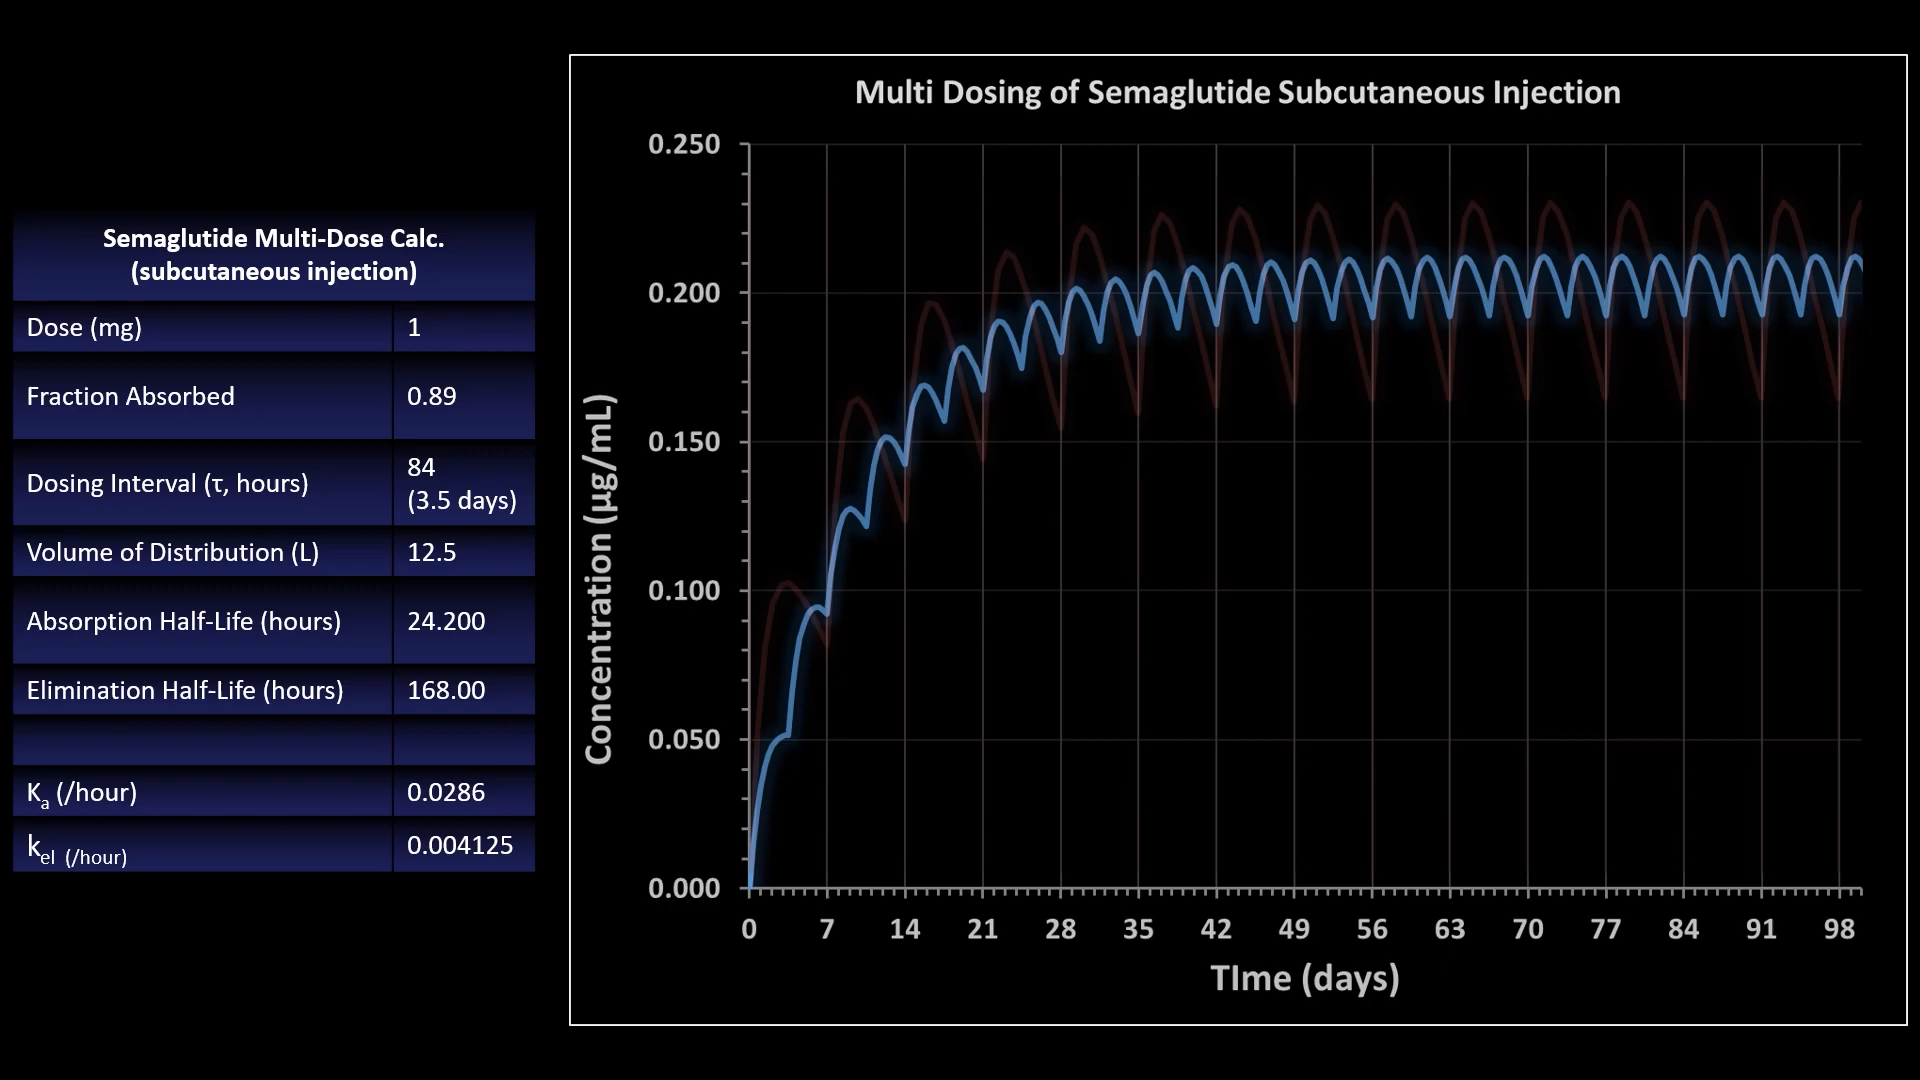 Semaglutide Multi-Dose Calc.
(subcutaneous injection)
Dose (mg) 1
Fraction Absorbed 0.89
Dosing Interval (τ, hours) 84
(3.5 days)
Volume of Distribution (L) 12.5
Absorption Half-Life (hours) 24.200
Elimination Half-Life (hours) 168.00
Ka (/hour) 0.0286
kel (/hour) 0.004125
Multi Dosing of Semaglutide Subcutaneous Injection
Concentration (µg/mL)
0.250
0.200
0.150
0.100
0.050
0.000
0 7 14 21 28 35 42 49 56 63 70 77 84 91 98
TIme (days)